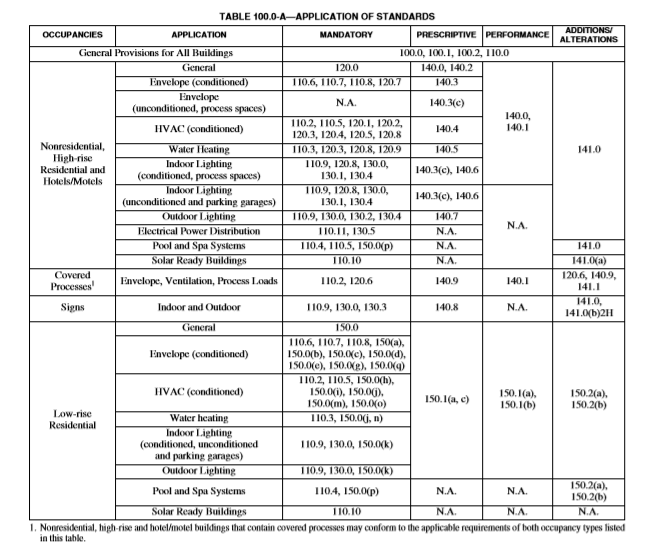 TABLE 100.0-A—APPLICATION OF STANDARDS
OCCUPANCIES APPLICATION MANDATORY PRESCRIPTIVE PERFORMANCE ADDITIONS/
ALTERATIONS
General Provisions for All Buildings 100.0, 100.1, 100.2, 110.0
Nonresidential,
High-rise
Residential and
Hotels/Motels
General 120.0 140.0, 140.2
Envelope (conditioned) 110.6, 110.7, 110.8, 120.7 140.3
Envelope
(unconditioned, process spaces) N.A. 140.3(c)
HVAC (conditioned) 110.2, 110.5, 120.1, 120.2,
120.3, 120.4, 120.5, 120.8 140.4
Water Heating 110.3, 120.3, 120.8, 120.9 140.5
Indoor Lighting
(conditioned, process spaces) 110.9, 120.8, 130.0,
130.1, 130.4 140.3(c), 140.6
140.0,
140.1
141.0
Indoor Lighting
(unconditioned and parking garages) 110.9, 120.8, 130.0,
130.1, 130.4 140.3(c), 140.6
Outdoor Lighting 110.9, 130.0, 130.2, 130.4 140.7
Electrical Power Distribution 110.11, 130.5 N.A.
N.A.
Pool and Spa Systems 110.4, 110.5, 150.0(p) N.A. 141.0
Solar Ready Buildings 110.10 N.A. 141.0(a)
Covered
Processes¹ Envelope, Ventilation, Process Loads 110.2, 120.6 140.9 140.1 120.6, 140.9,
141.1
Signs Indoor and Outdoor 110.9, 130.0, 130.3 140.8 N.A. 141.0,
141.0(b)2H
Low-rise
Residential
General 150.0
Envelope (conditioned) 110.6, 110.7, 110.8, 150(a),
150.0(b), 150.0(c), 150.0(d),
150.0(e), 150.0(g), 150.0(q)
HVAC (conditioned) 110.2, 110.5, 150.0(h),
150.0(i), 150.0(j),
150.0(m), 150.0(o)
Water heating 110.3, 150.0(j, n)
Indoor Lighting
(conditioned, unconditioned
and parking garages) 110.9, 130.0, 150.0(k)
Outdoor Lighting 110.9, 130.0, 150.0(k)
150.1(a, c) 150.1(a),
150.1(b) 150.2(a),
150.2(b)
Pool and Spa Systems 110.4, 150.0(p) N.A. N.A. 150.2(a),
150.2(b)
Solar Ready Buildings 110.10 N.A. N.A. N.A.
1. Nonresidential, high-rise and hotel/motel buildings that contain covered processes may conform to the applicable requirements of both occupancy types listed
in this table.